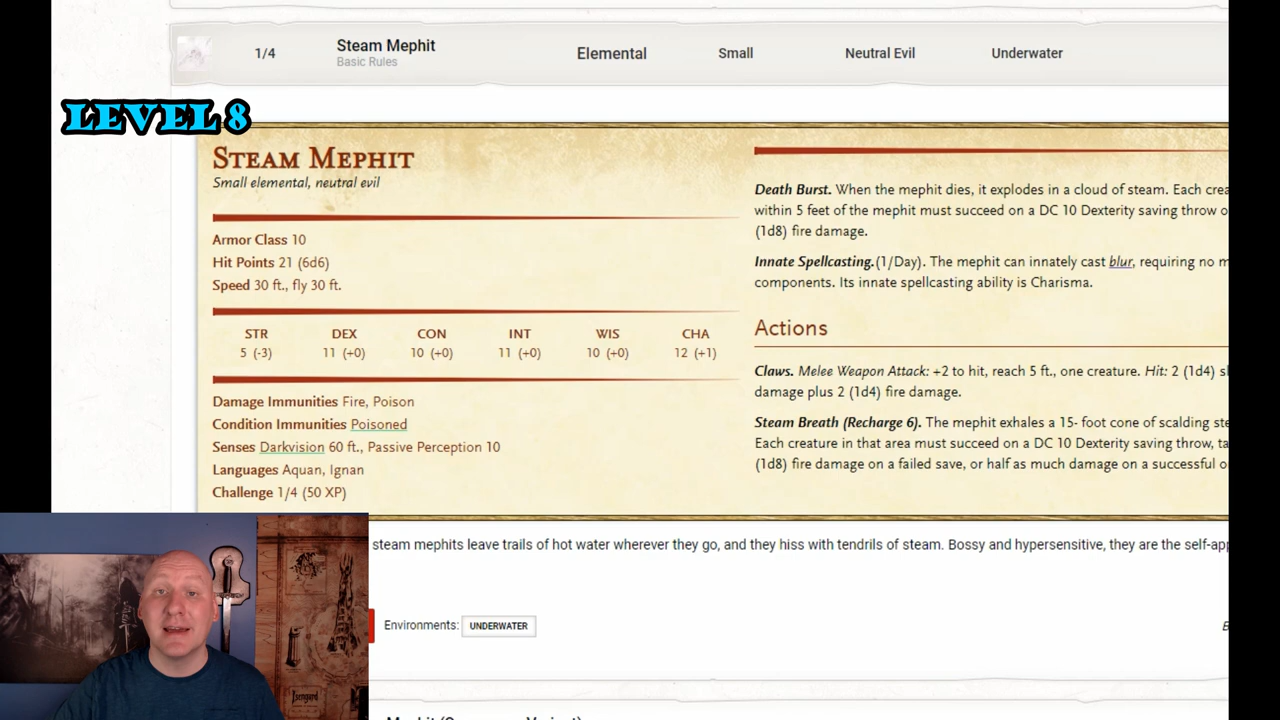 1/4 Steam Mephit Elemental Small Neutral Evil Underwater
Basic Rules
LEVEL 8
STEAM MEPHIT
Small elemental, neutral evil
Armor Class 10
Hit Points 21 (6d6)
Speed 30 ft., fly 30 ft.
STR DEX CON INT WIS CHA
5 (-3) 11 (+0) 10 (+0) 11 (+0) 10 (+0) 12 (+1)
Damage Immunities Fire, Poison
Condition Immunities Poisoned
Senses Darkvision 60 ft., Passive Perception 10
Languages Aquan, Ignan
Challenge 1/4 (50 XP)
Death Burst. When the mephit dies, it explodes in a cloud of steam. Each
within 5 feet of the mephit must succeed on a DC 10 Dexterity saving throw
(1d8) fire damage.
Innate Spellcasting.(1/Day). The mephit can innately cast blur, requiring no
components. Its innate spellcasting ability is Charisma.
Actions
Claws. Melee Weapon Attack: +2 to hit, reach 5 ft., one creature. Hit: 2 (1d4)
damage plus 2 (1d4) fire damage.
Steam Breath (Recharge 6). The mephit exhales a 15- foot cone of scalding
Each creature in that area must succeed on a DC 10 Dexterity saving throw,
(1d8) fire damage on a failed save, or half as much damage on a successful
steam mephits leave trails of hot water wherever they go, and they hiss with tendrils of steam. Bossy and hypersensitive, they are the
Environments: UNDERWATER
Isengard